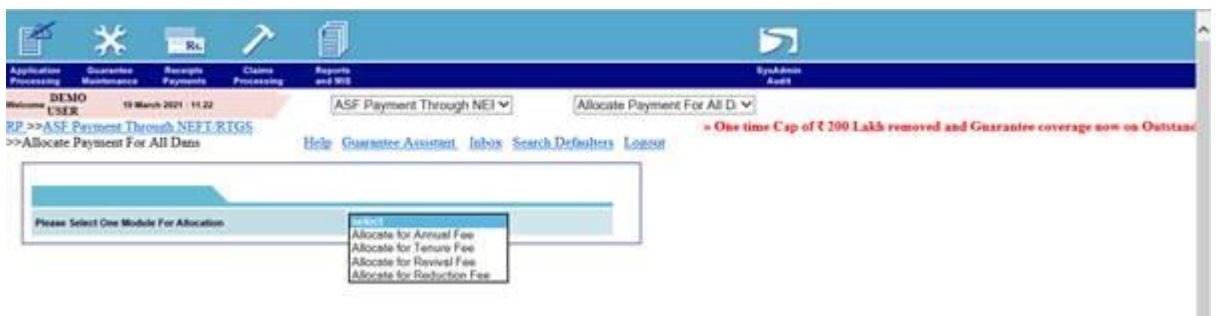 Rs.
Application Processing
Guarantee Maintenance
Receipts Payments
Claims Processing
Reports and MIS
SysAdmin Audit
Welcome DEMO USER
19 March 2021 11.22
ASF Payment Through NEI
Allocate Payment For All D.
RP >>ASF Payment Through NEFT/RTGS
>>Allocate Payment For All Dans
» One time Cap of ₹ 200 Lakh removed and Guarantee coverage now on Outstand
Help Guarantee Assistant Inbox Search Defaulters Logout
Please Select One Module For Allocation
select
Allocate for Annual Fee
Allocate for Tenure Fee
Allocate for Revival Fee
Allocate for Reduction Fee